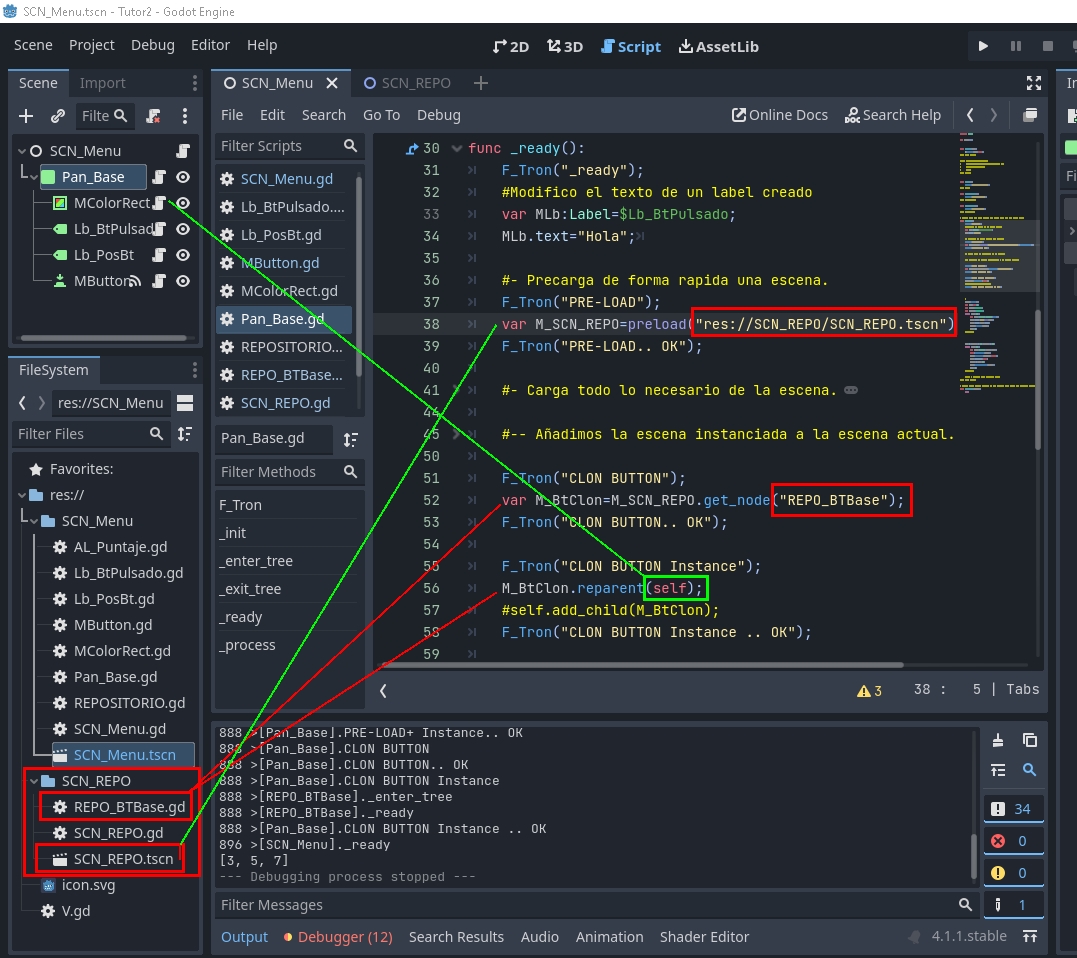 SCN_Menu.tscn - Tutor2 - Godot Engine
Scene Project Debug Editor Help
2D 3D Script AssetLib
Scene Import
SCN_Menu SCN_REPO
Filte
File Edit Search Go To Debug
Online Docs Search Help
SCN_Menu
Pan_Base
MColorRect
Lb_BtPulsad
Lb_PosBt
MButton
Filter Scripts
SCN_Menu.gd
Lb_BtPulsado....
Lb_PosBt.gd
MButton.gd
MColorRect.gd
Pan_Base.gd
REPOSITORIO...
REPO_BTBase...
SCN_REPO.gd
Pan_Base.gd
Filter Methods
F_Tron
_init
_enter_tree
_exit_tree
_ready
_process
30 func _ready():
31 F_Tron("_ready");
32 #Modifico el texto de un label creado
33 var MLb:Label=$Lb_BtPulsado;
34 MLb.text="Hola";
35
36 #- Precarga de forma rapida una escena.
37 F_Tron("PRE-LOAD");
38 var M_SCN_REPO=preload("res://SCN_REPO/SCN_REPO.tscn")
39 F_Tron("PRE-LOAD.. OK");
40
41 #- Carga todo lo necesario de la escena.
44
45 #-- Añadimos la escena instanciada a la escena actual.
50
51 F_Tron("CLON BUTTON");
52 var M_BtClon=M_SCN_REPO.get_node("REPO_BTBase");
53 F_Tron("CLON BUTTON.. OK");
54
55 F_Tron("CLON BUTTON Instance");
56 M_BtClon.reparent(self);
57 #self.add_child(M_BtClon);
58 F_Tron("CLON BUTTON Instance .. OK");
59
3 38 : 5 | Tabs
FileSystem
res://SCN_Menu
Filter Files
Favorites:
res://
SCN_Menu
AL_Puntaje.gd
Lb_BtPulsado.gd
Lb_PosBt.gd
MButton.gd
MColorRect.gd
Pan_Base.gd
REPOSITORIO.gd
SCN_Menu.gd
SCN_Menu.tscn
SCN_REPO
REPO_BTBase.gd
SCN_REPO.gd
SCN_REPO.tscn
icon.svg
V.gd
888 >[Pan_Base].PRE-LOAD+ Instance.. OK
888 >[Pan_Base].CLON BUTTON
888 >[Pan_Base].CLON BUTTON.. OK
888 >[Pan_Base].CLON BUTTON Instance
888 >[REPO_BTBase]._enter_tree
888 >[REPO_BTBase]._ready
888 >[Pan_Base].CLON BUTTON Instance .. OK
896 >[SCN_Menu]._ready
[3, 5, 7]
--- Debugging process stopped ---
34
0
0
1
Filter Messages
Output Debugger (12) Search Results Audio Animation Shader Editor 4.1.1.stable